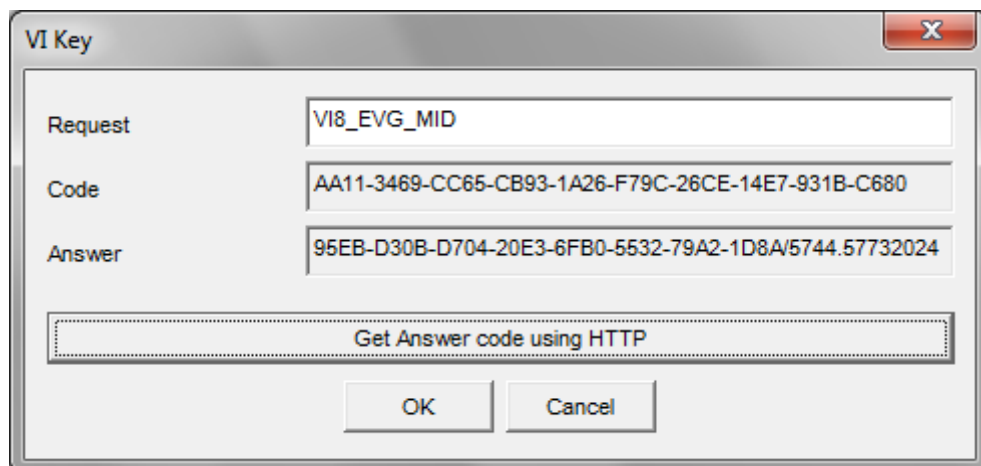 VI Key
Request VI8_EVG_MID
Code AA11-3469-CC65-CB93-1A26-F79C-26CE-14E7-931B-C680
Answer 95EB-D30B-D704-20E3-6FB0-5532-79A2-1D8A/5744.57732024
Get Answer code using HTTP
OK Cancel